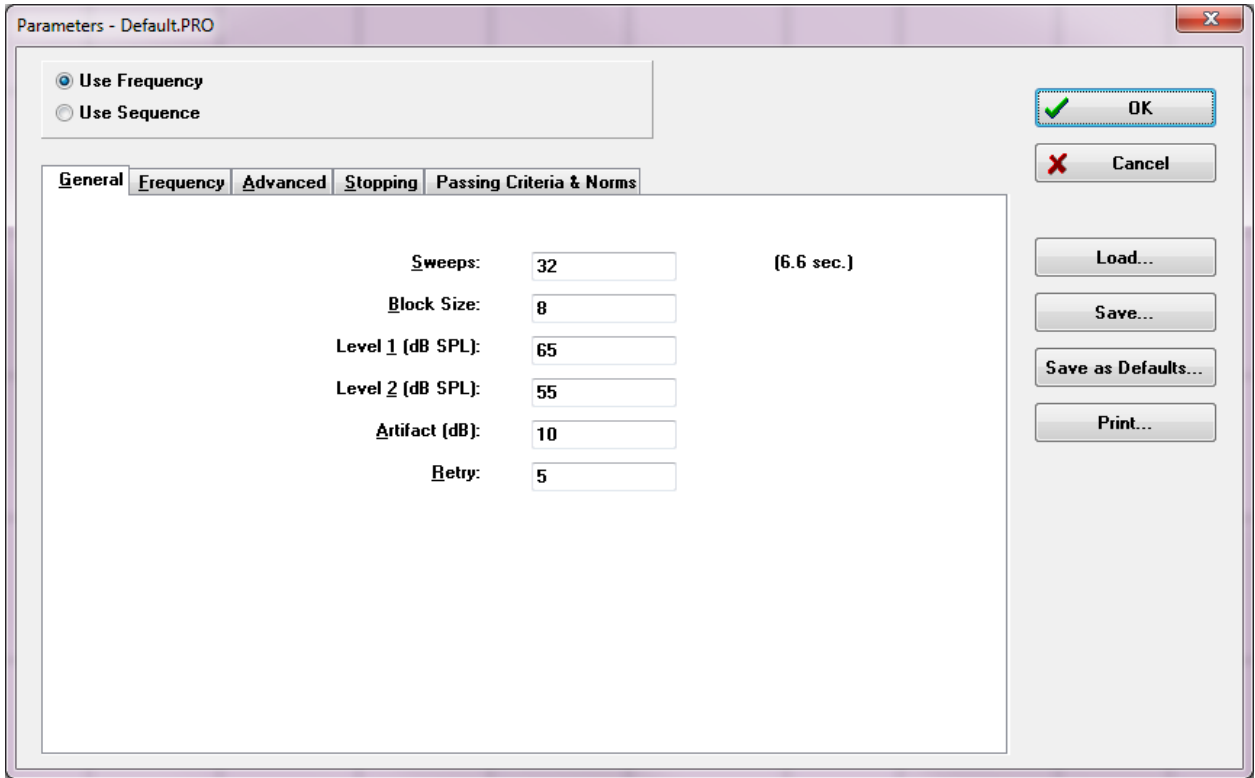 Parameters - Default.PRO
Use Frequency
Use Sequence
OK
Cancel
General Frequency Advanced Stopping Passing Criteria & Norms
Sweeps: 32 (6.6 sec.)
Block Size: 8
Level 1 (dB SPL): 65
Level 2 (dB SPL): 55
Artifact (dB): 10
Retry: 5
Load...
Save...
Save as Defaults...
Print...